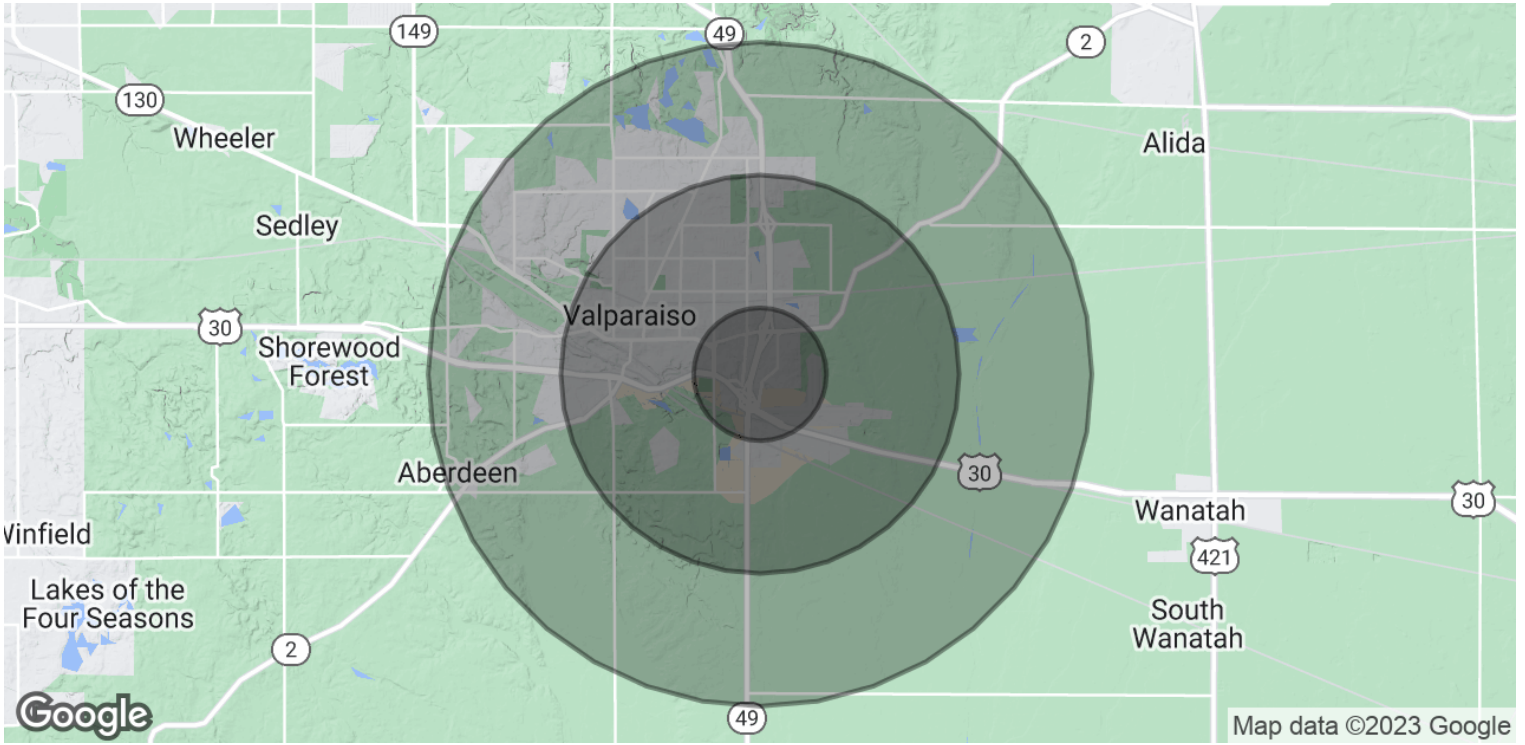 149
49
2
130
Wheeler
Alida
Sedley
Valparaiso
30
Shorewood
Forest
Aberdeen
30
30
Wanatah
Winfield
421
Lakes of the
Four Seasons
South
Wanatah
2
49
Google
Map data ©2023 Google